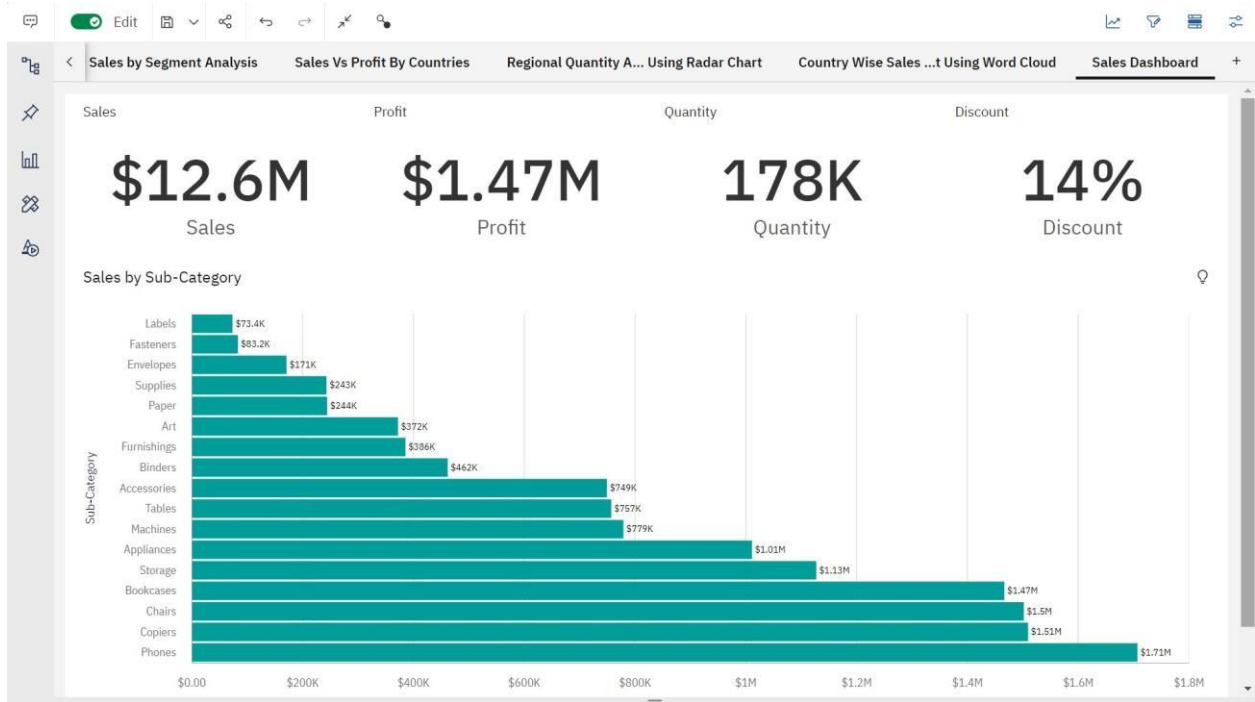 Edit
Sales by Segment Analysis Sales Vs Profit By Countries Regional Quantity A... Using Radar Chart Country Wise Sales ...t Using Word Cloud Sales Dashboard +
Sales Profit Quantity Discount
$12.6M $1.47M 178K 14%
Sales Profit Quantity Discount
Sales by Sub-Category
Sub-Category
Labels $73.4K
Fasteners $83.2K
Envelopes $171K
Supplies $243K
Paper $244K
Art $372K
Furnishings $386K
Binders $462K
Accessories $749K
Tables $757K
Machines $779K
Appliances $1.01M
Storage $1.13M
Bookcases $1.47M
Chairs $1.5M
Copiers $1.51M
Phones $1.71M
$0.00 $200K $400K $600K $800K $1M $1.2M $1.4M $1.6M $1.8M